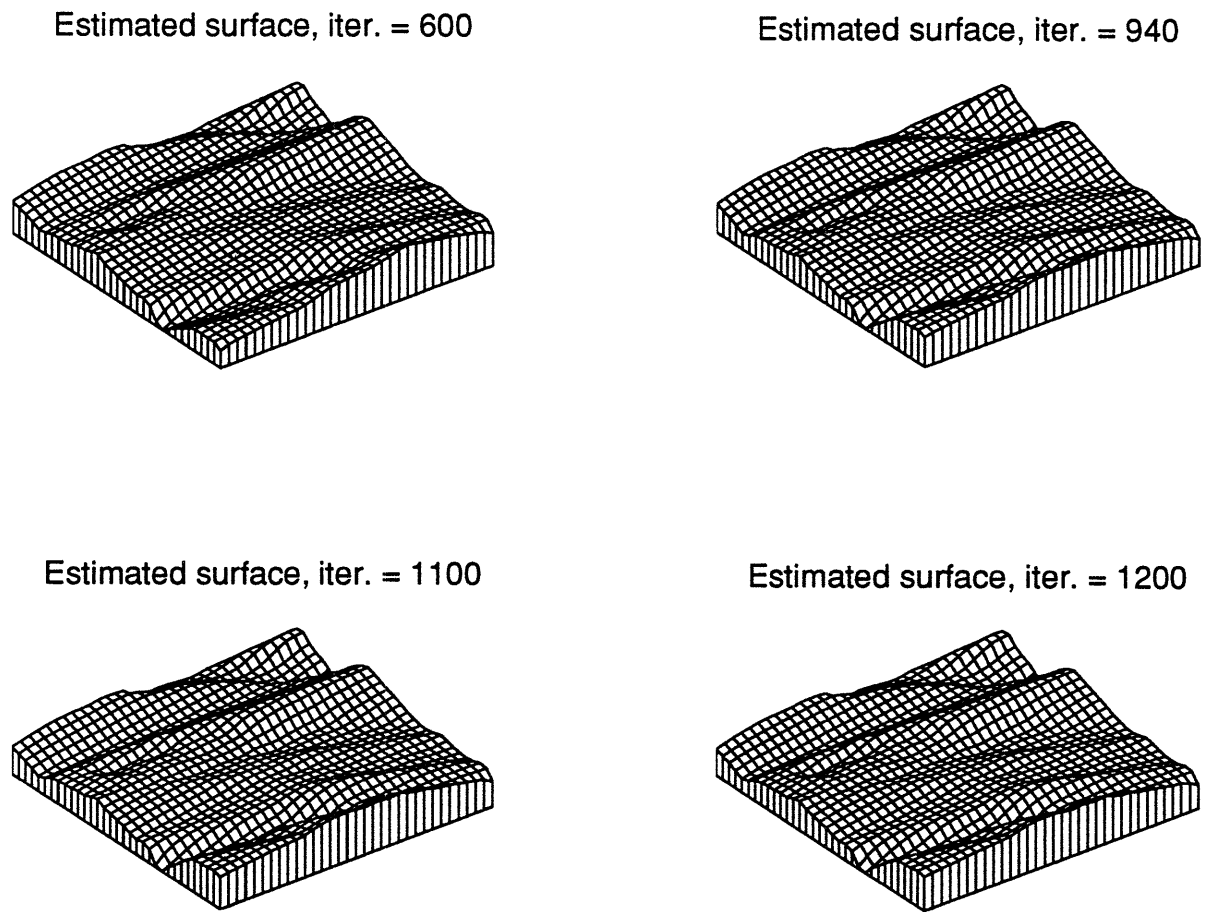 Estimated surface, iter. = 600
Estimated surface, iter. = 940
Estimated surface, iter. = 1100
Estimated surface, iter. = 1200